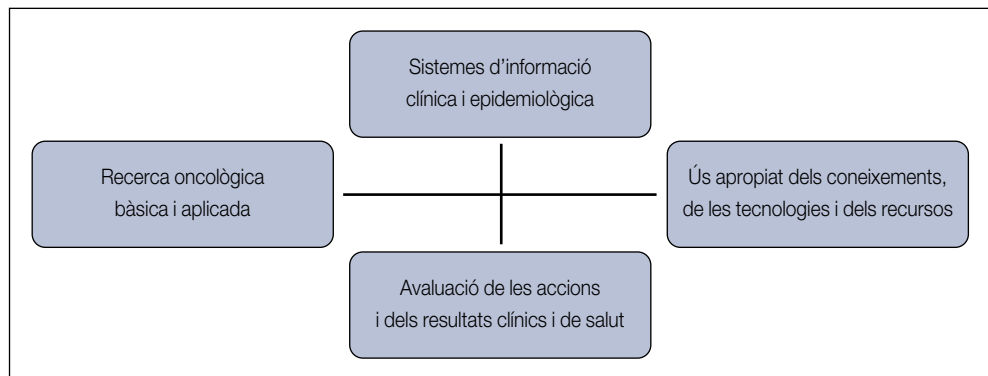 Sistemes d’informació
clínica i epidemiològica
Recerca oncològica
bàsica i aplicada
Ús apropiat dels coneixements,
de les tecnologies i dels recursos
Avaluació de les accions
i dels resultats clínics i de salut